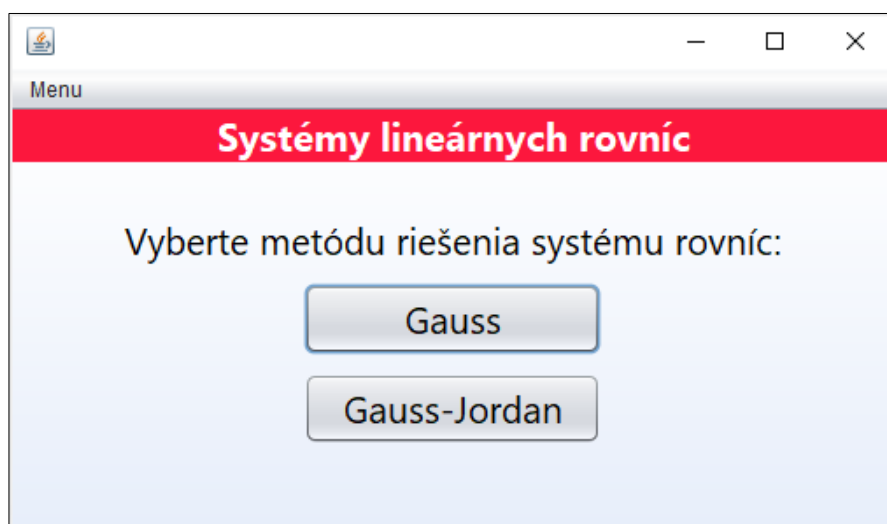 Menu
Systémy lineárnych rovníc
Vyberte metódu riešenia systému rovníc:
Gauss
Gauss-Jordan